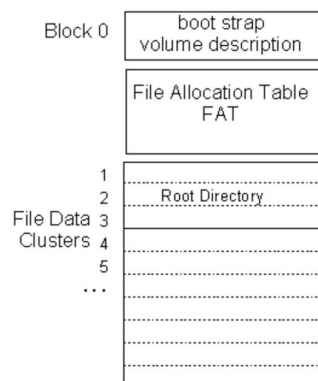 Block 0
boot strap
volume description
File Allocation Table
FAT
1
2
Root Directory
File Data 3
Clusters 4
5
...